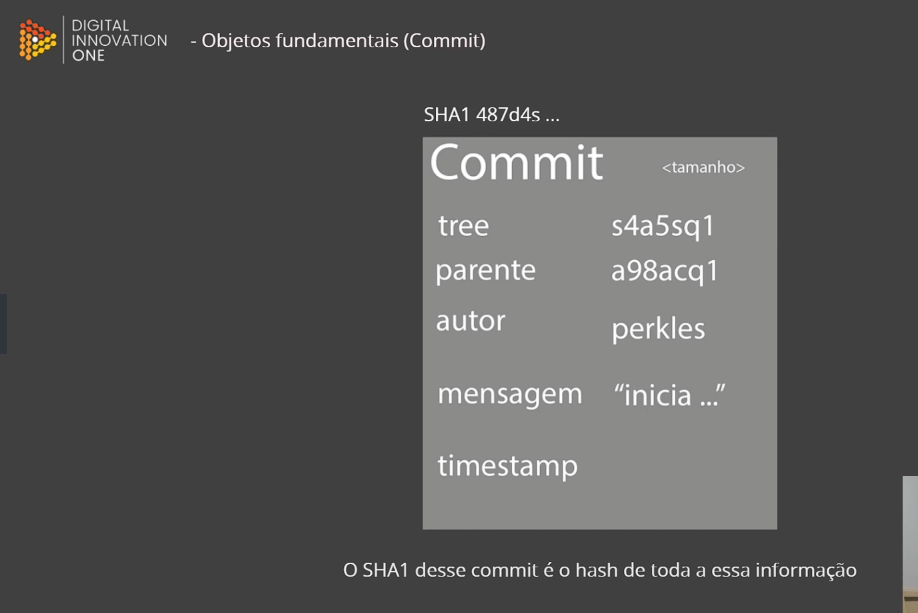 DIGITAL
INNOVATION
ONE
- Objetos fundamentais (Commit)
SHA1 487d4s ...
Commit <tamanho>
tree s4a5sq1
parente a98acq1
autor perkles
mensagem “inicia ...”
timestamp
O SHA1 desse commit é o hash de toda a essa informação